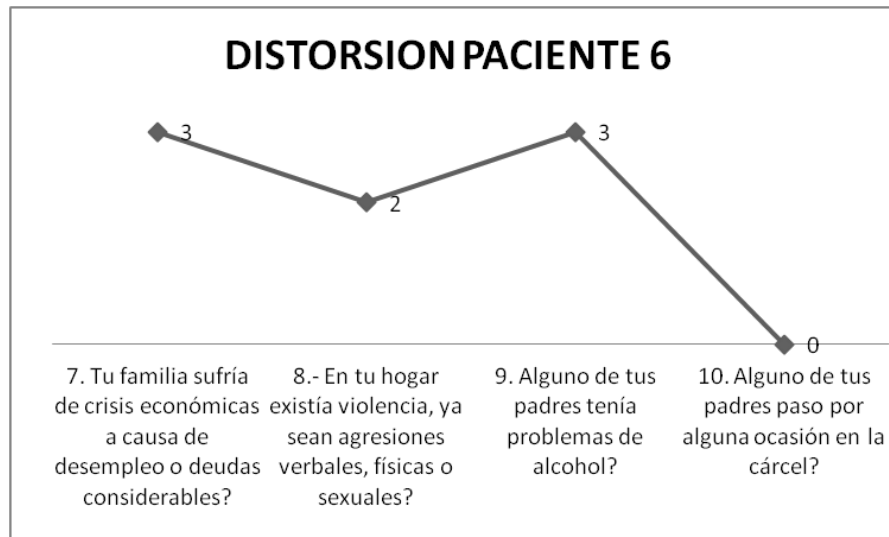 DISTORSION PACIENTE 6
3
2
3
0
7. Tu familia sufría
de crisis económicas
a causa de
desempleo o deudas
considerables?
8.- En tu hogar
existía violencia, ya
sean agresiones
verbales, físicas o
sexuales?
9. Alguno de tus
padres tenía
problemas de
alcohol?
10. Alguno de tus
padres paso por
alguna ocasión en la
cárcel?